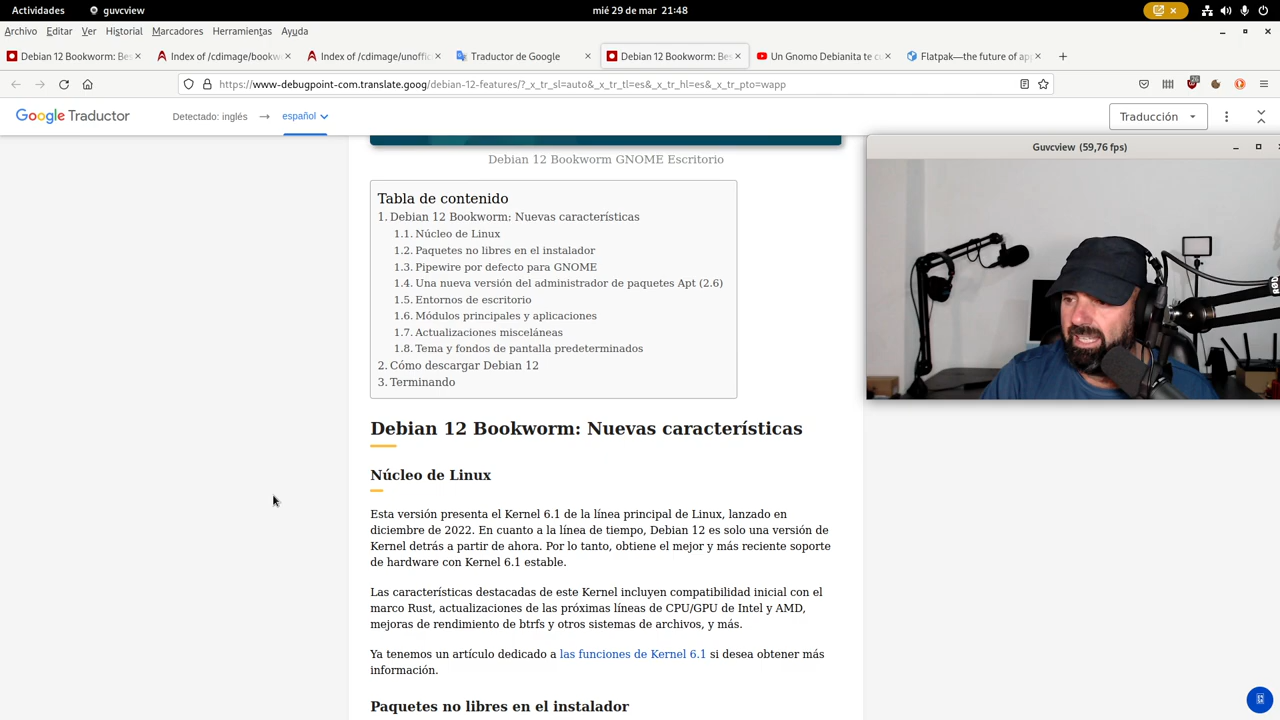 Actividades guvcview mié 29 de mar 21:48
Archivo Editar Ver Historial Marcadores Herramientas Ayuda
Debian 12 Bookworm: Bes Index of /cdimage/bookw Index of /cdimage/unoffic Traductor de Google Debian 12 Bookworm: Bes Un Gnomo Debianita te cu Flatpak—the future of app
https://www-debugpoint-com.translate.goog/debian-12-features/?_x_tr_sl=auto&_x_tr_tl=es&_x_tr_hl=es&_x_tr_pto=wapp
Google Traductor Detectado: inglés → español Traducción
Debian 12 Bookworm GNOME Escritorio
Guvcview (59,76 fps)
Tabla de contenido
1. Debian 12 Bookworm: Nuevas características
1.1. Núcleo de Linux
1.2. Paquetes no libres en el instalador
1.3. Pipewire por defecto para GNOME
1.4. Una nueva versión del administrador de paquetes Apt (2.6)
1.5. Entornos de escritorio
1.6. Módulos principales y aplicaciones
1.7. Actualizaciones misceláneas
1.8. Tema y fondos de pantalla predeterminados
2. Cómo descargar Debian 12
3. Terminando
RØD
Debian 12 Bookworm: Nuevas características
Núcleo de Linux
Esta versión presenta el Kernel 6.1 de la línea principal de Linux, lanzado en
diciembre de 2022. En cuanto a la línea de tiempo, Debian 12 es solo una versión de
Kernel detrás a partir de ahora. Por lo tanto, obtiene el mejor y más reciente soporte
de hardware con Kernel 6.1 estable.
Las características destacadas de este Kernel incluyen compatibilidad inicial con el
marco Rust, actualizaciones de las próximas líneas de CPU/GPU de Intel y AMD,
mejoras de rendimiento de btrfs y otros sistemas de archivos, y más.
Ya tenemos un artículo dedicado a las funciones de Kernel 6.1 si desea obtener más
información.
Paquetes no libres en el instalador